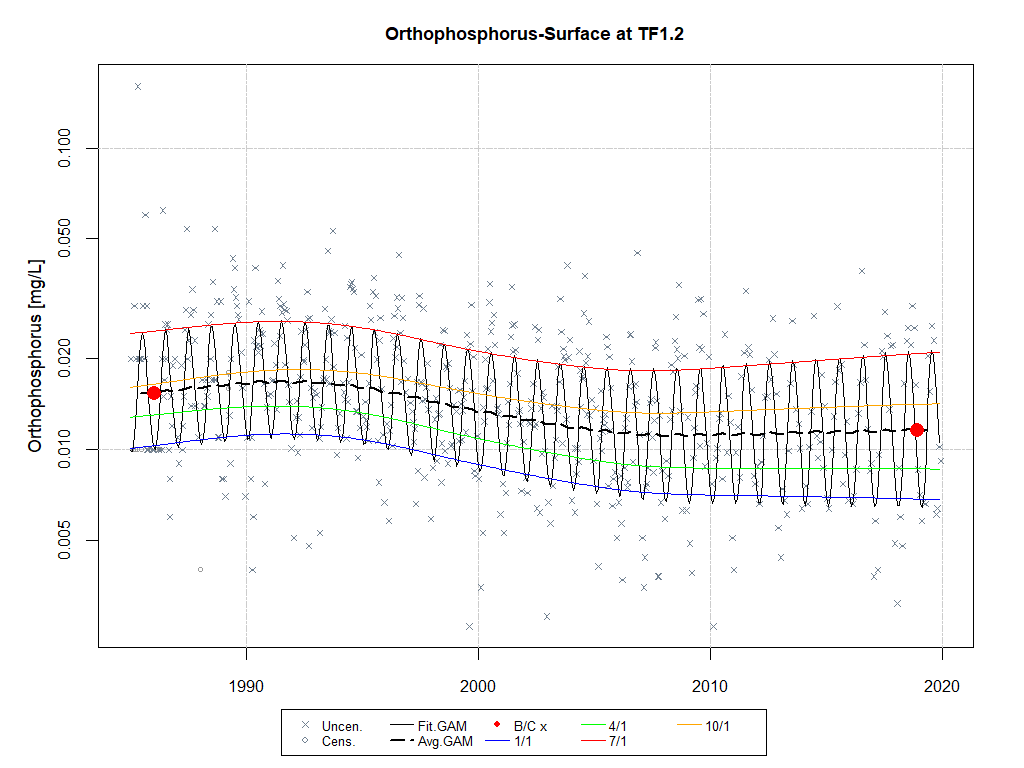 Orthophosphorus-Surface at TF1.2
Orthophosphorus [mg/L]
0.100
0.050
0.020
0.010
0.005
1990 2000 2010 2020
Uncen. Fit.GAM B/C x 4/1 10/1
Cens. Avg.GAM 1/1 7/1